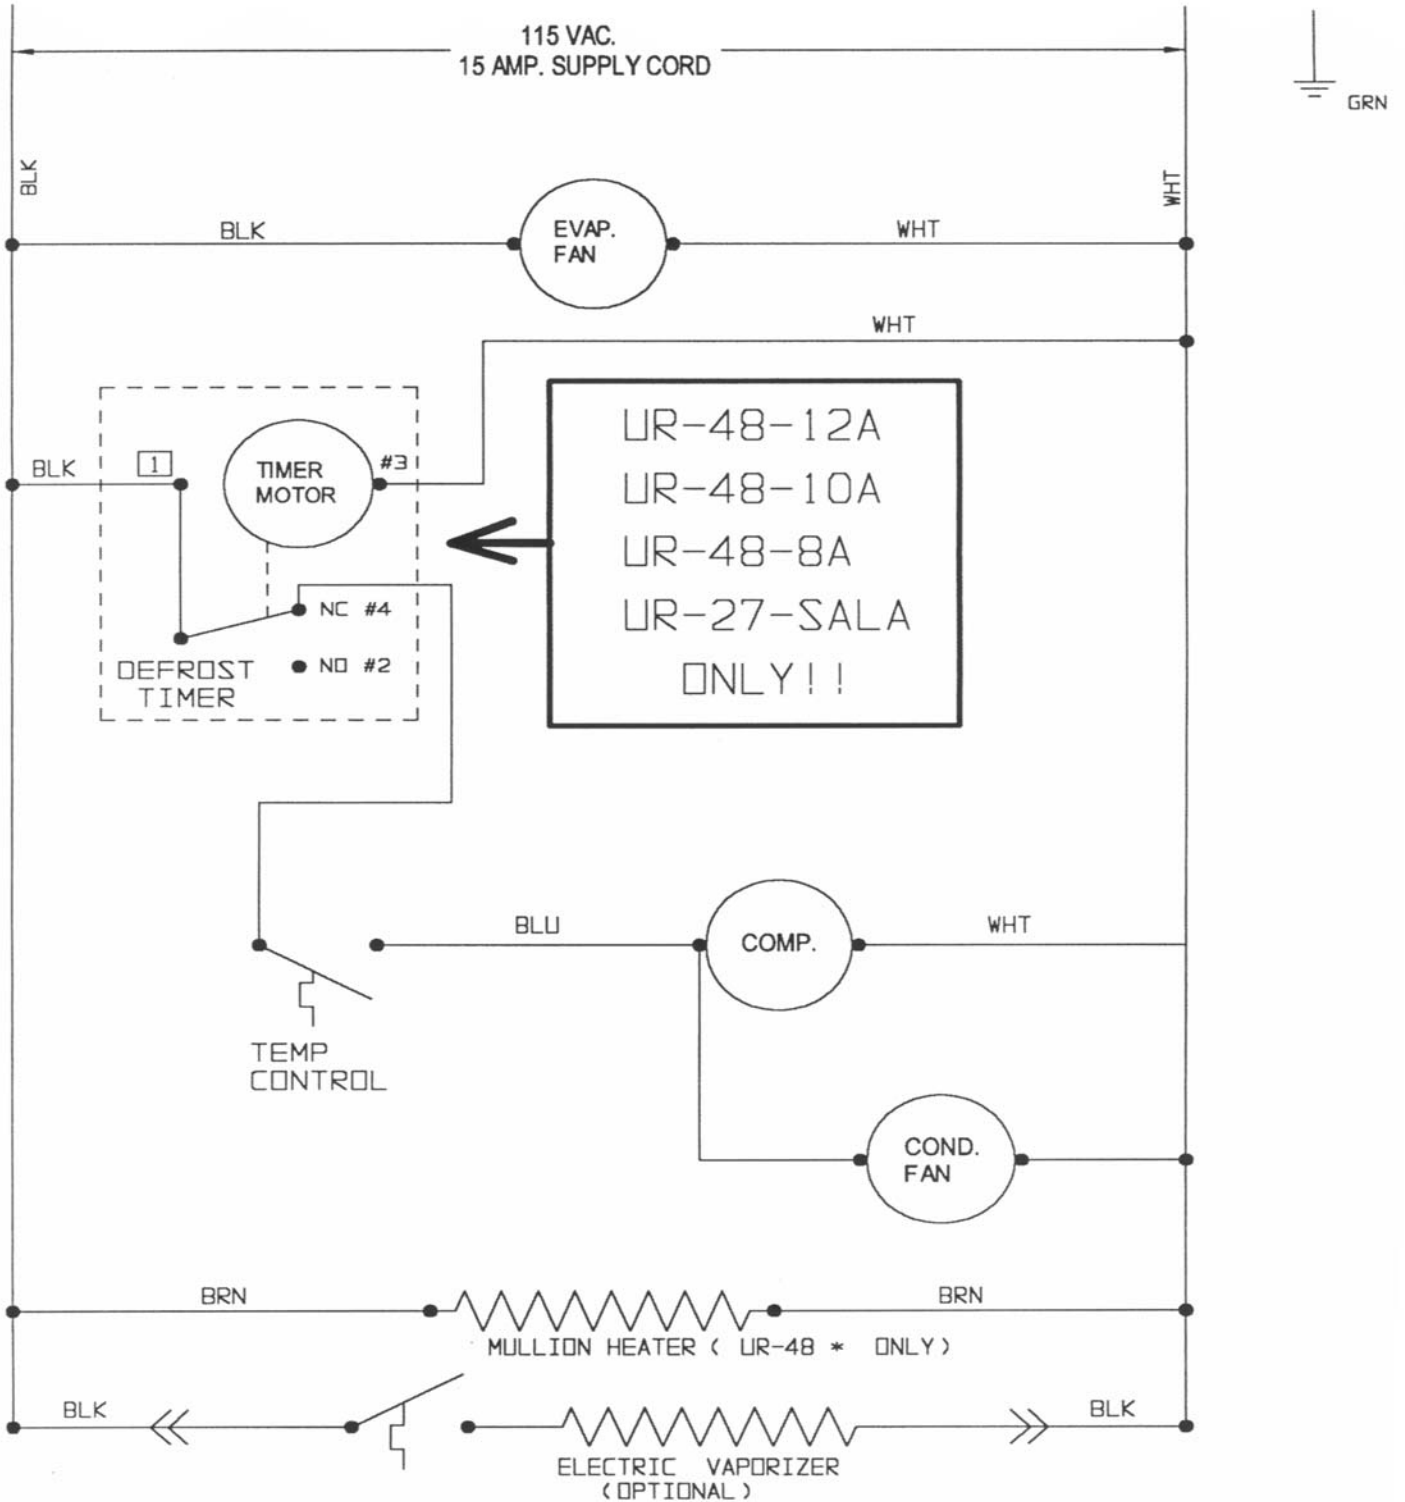 115 VAC.
15 AMP. SUPPLY CORD
GRN
BLK
WHT
BLK
EVAP.
FAN
WHT
WHT
BLK
1
TIMER
MOTOR
#3
NC #4
NO #2
DEFROST
TIMER
UR-48-12A
UR-48-10A
UR-48-8A
UR-27-SALA
ONLY!!
BLU
COMP.
WHT
TEMP
CONTROL
COND.
FAN
BRN
BRN
MULLION HEATER ( UR-48 * ONLY )
BLK
BLK
ELECTRIC VAPORIZER
( OPTIONAL )